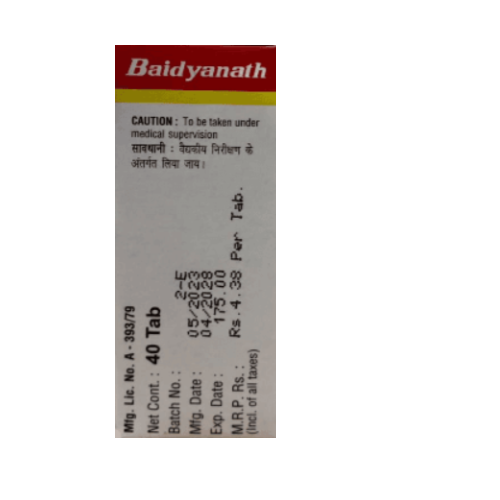 Baidyanath
CAUTION : To be taken under
medical supervision
सावधानी : वैद्यकीय निरीक्षण के
अंतर्गत लिया जाय।
Mfg. Lic. No. A - 393/79
Net Cont. : 40 Tab
Batch No. : 2-E
Mfg. Date : 05/2023
Exp. Date : 04/2028
M.R.P. Rs. : 175.00
(Incl. of all taxes) Rs.4.38 Per Tab.